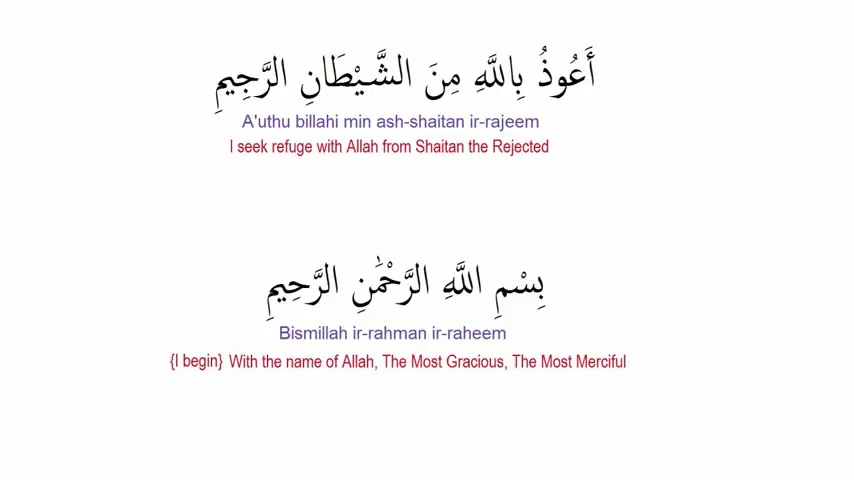 أَعُوذُ بِاللَّهِ مِنَ الشَّيْطَانِ الرَّجِيمِ
A'uthu billahi min ash-shaitan ir-rajeem
I seek refuge with Allah from Shaitan the Rejected
بِسْمِ اللَّهِ الرَّحْمَٰنِ الرَّحِيمِ
Bismillah ir-rahman ir-raheem
{I begin} With the name of Allah, The Most Gracious, The Most Merciful